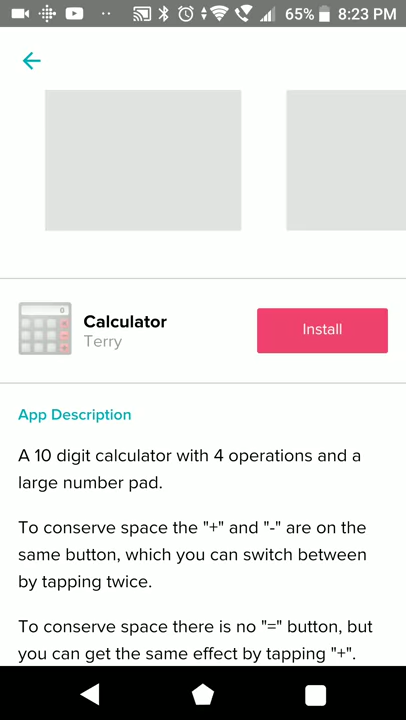 65% 8:23 PM
0
Calculator
Terry
Install
App Description
A 10 digit calculator with 4 operations and a
large number pad.
To conserve space the "+" and "-" are on the
same button, which you can switch between
by tapping twice.
To conserve space there is no "=" button, but
you can get the same effect by tapping "+".